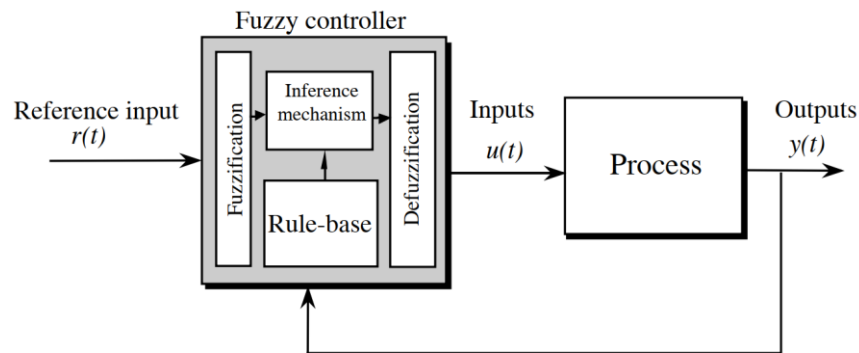 Fuzzy controller
Reference input
r(t)
Fuzzification
Inference
mechanism
Rule-base
Defuzzification
Inputs
u(t)
Process
Outputs
y(t)